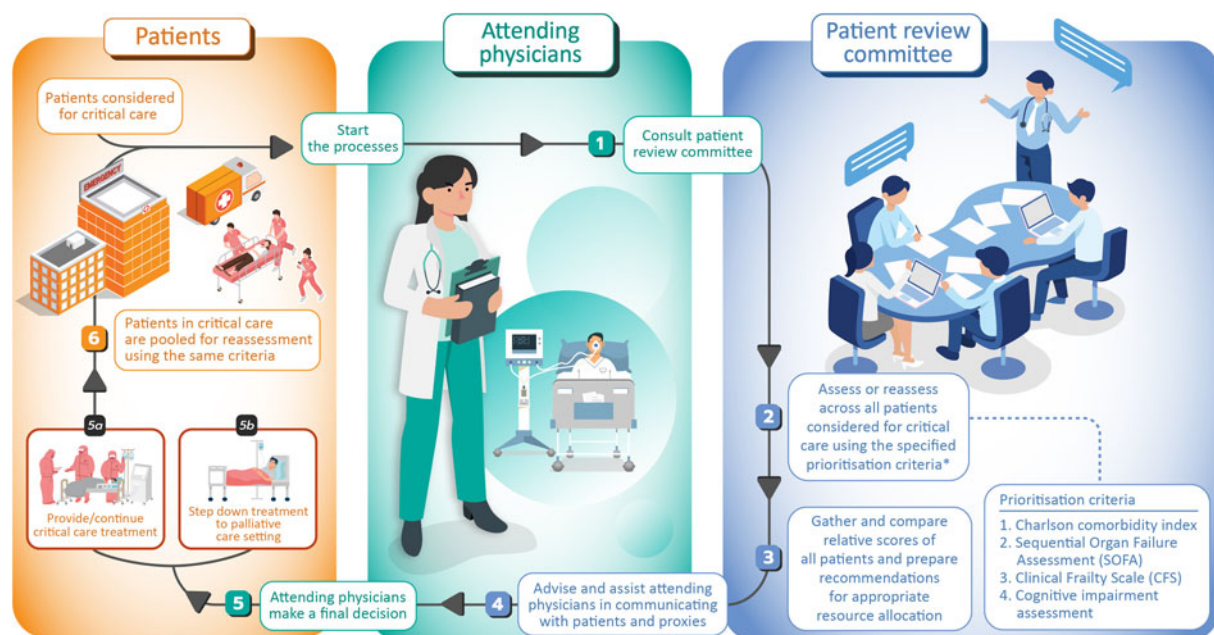 Patients
Attending
physicians
Patient review
committee
Patients considered
for critical care
Start
the processes
1
Consult patient
review committee
EMERGENCY
6
Patients in critical care
are pooled for reassessment
using the same criteria
2
Assess or reassess
across all patients
considered for critical
care using the specified
prioritisation criteria*
5a
Provide/continue
critical care treatment
5b
Step down treatment
to palliative
care setting
3
Gather and compare
relative scores of
all patients and prepare
recommendations
for appropriate
resource allocation
Prioritisation criteria
1. Charlson comorbidity index
2. Sequential Organ Failure
Assessment (SOFA)
3. Clinical Frailty Scale (CFS)
4. Cognitive impairment
assessment
5
Attending physicians
make a final decision
4
Advise and assist attending
physicians in communicating
with patients and proxies